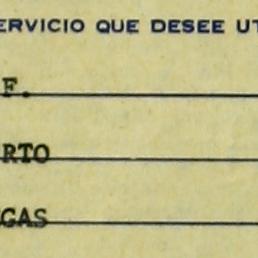 ERVICIO QUE DESEE UT
F.
RTO
GAS